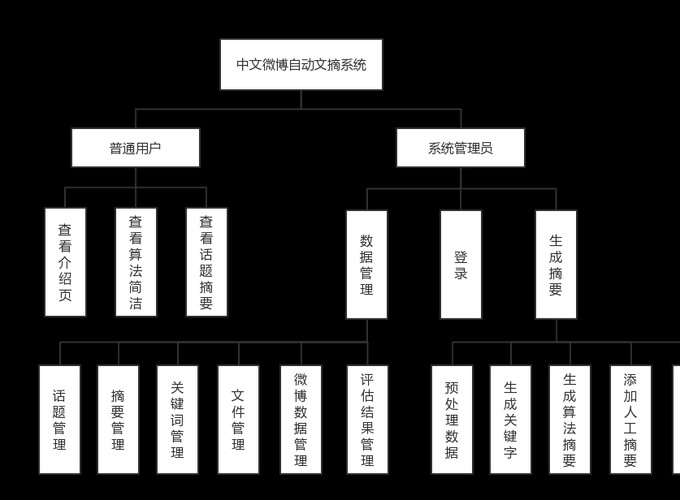 中文微博自动文摘系统
普通用户
系统管理员
查看介绍页
查看算法简洁
查看话题摘要
数据管理
登录
生成摘要
话题管理
摘要管理
关键词管理
文件管理
微博数据管理
评估结果管理
预处理数据
生成关键字
生成算法摘要
添加人工摘要